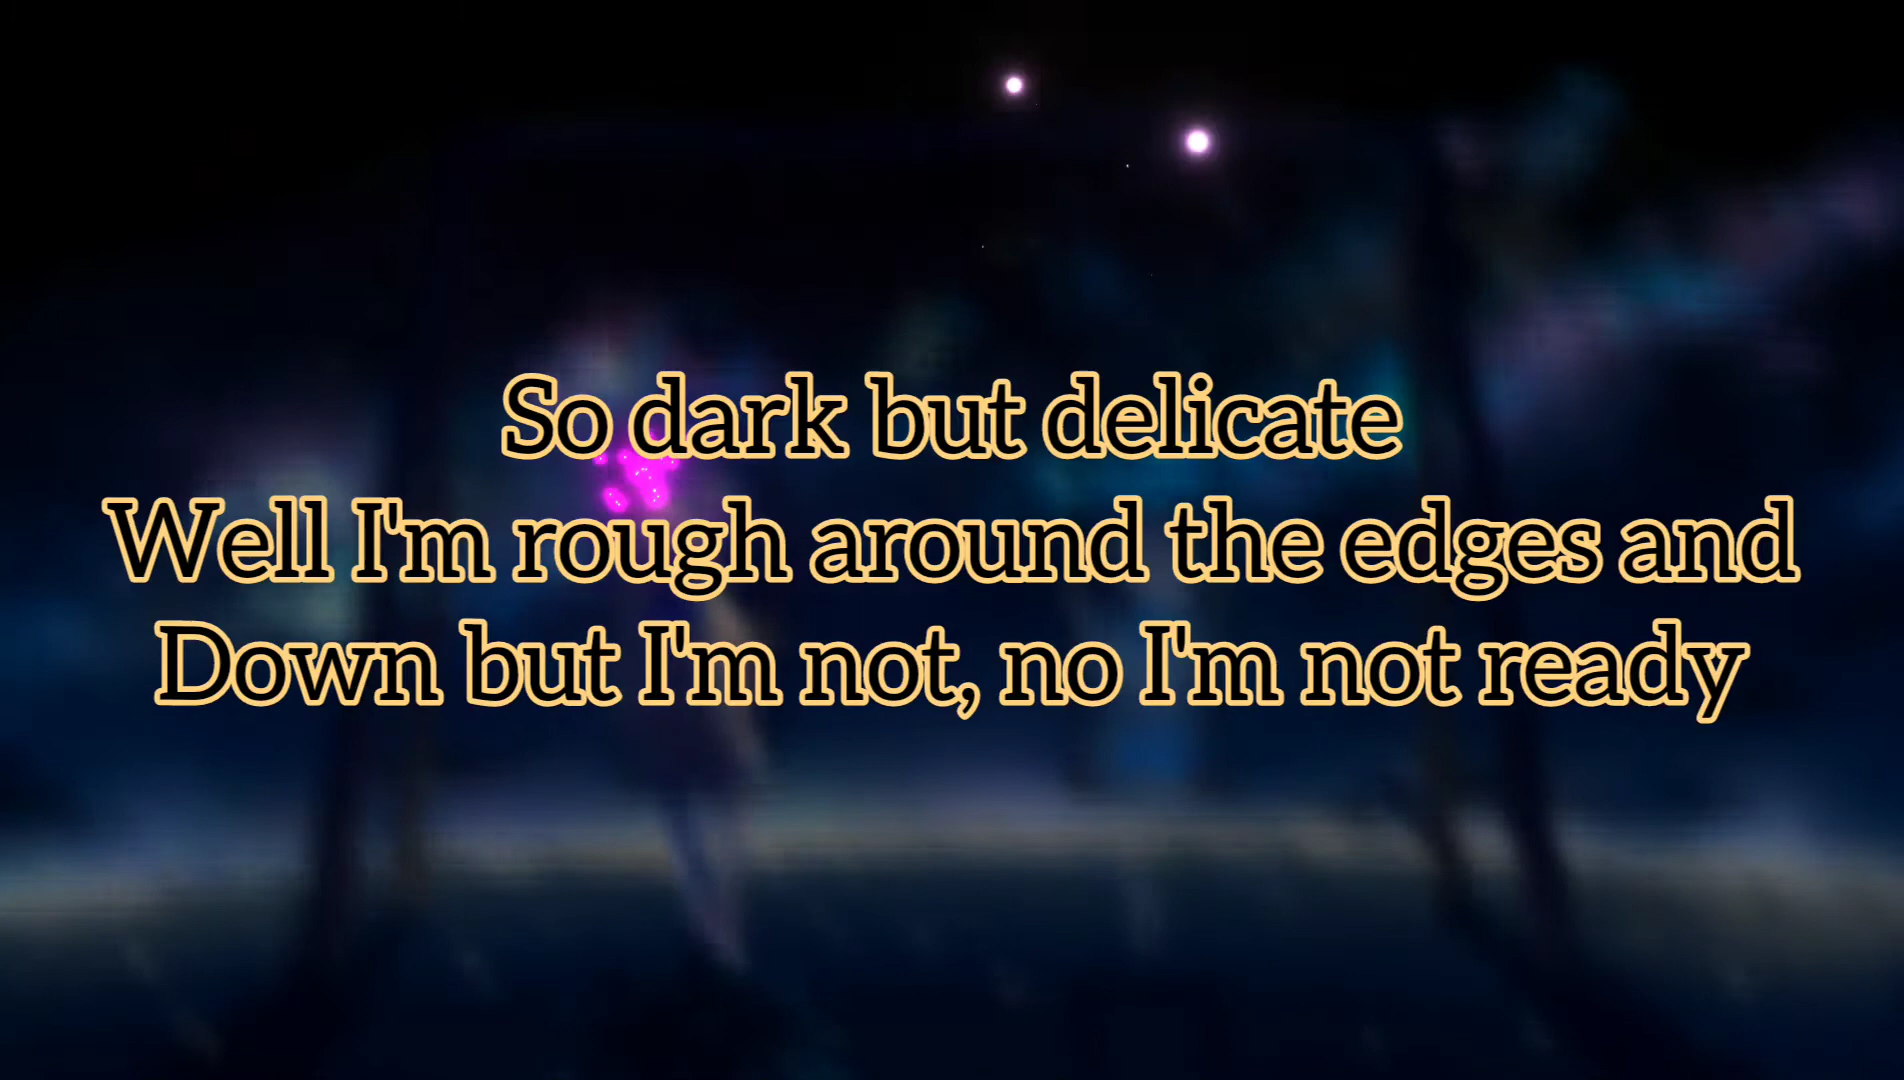 So dark but delicate
Well I'm rough around the edges and
Down but I'm not, no I'm not ready